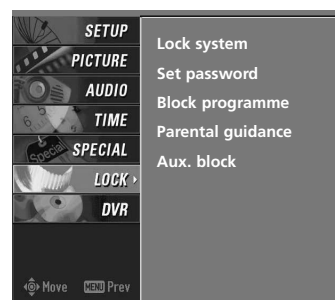 SETUP
PICTURE
AUDIO
TIME
SPECIAL
LOCK
DVR
Move MENU Prev
Lock system
Set password
Block programme
Parental guidance
Aux. block